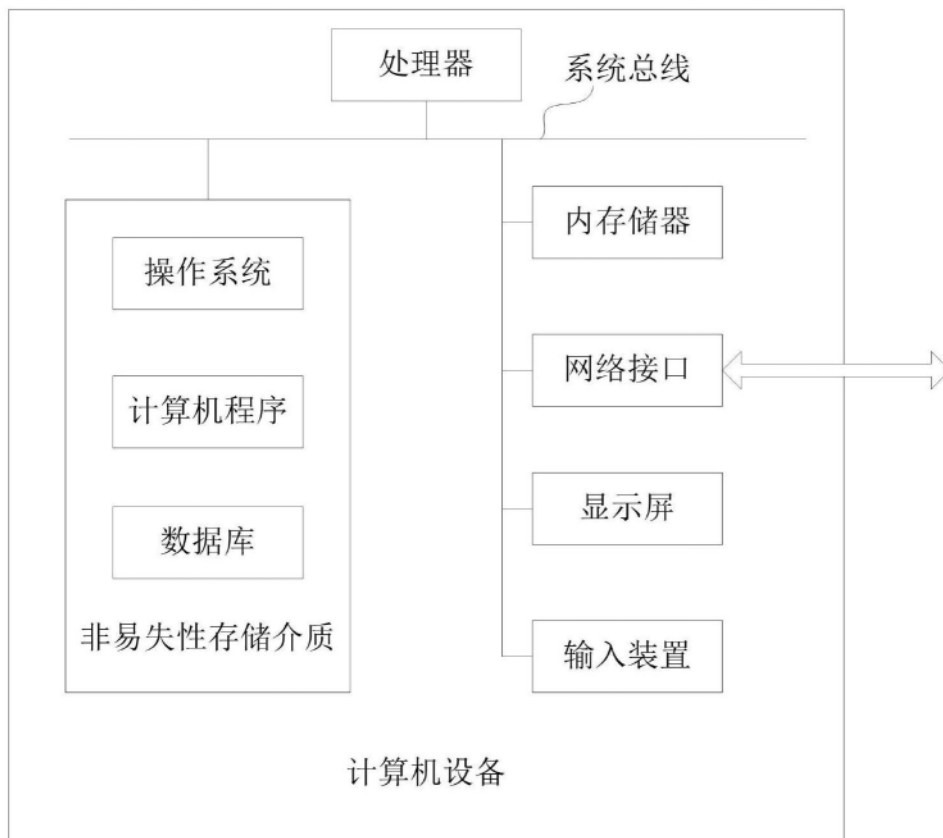 处理器
系统总线
内存储器
操作系统
网络接口
计算机程序
显示屏
数据库
非易失性存储介质
输入装置
计算机设备